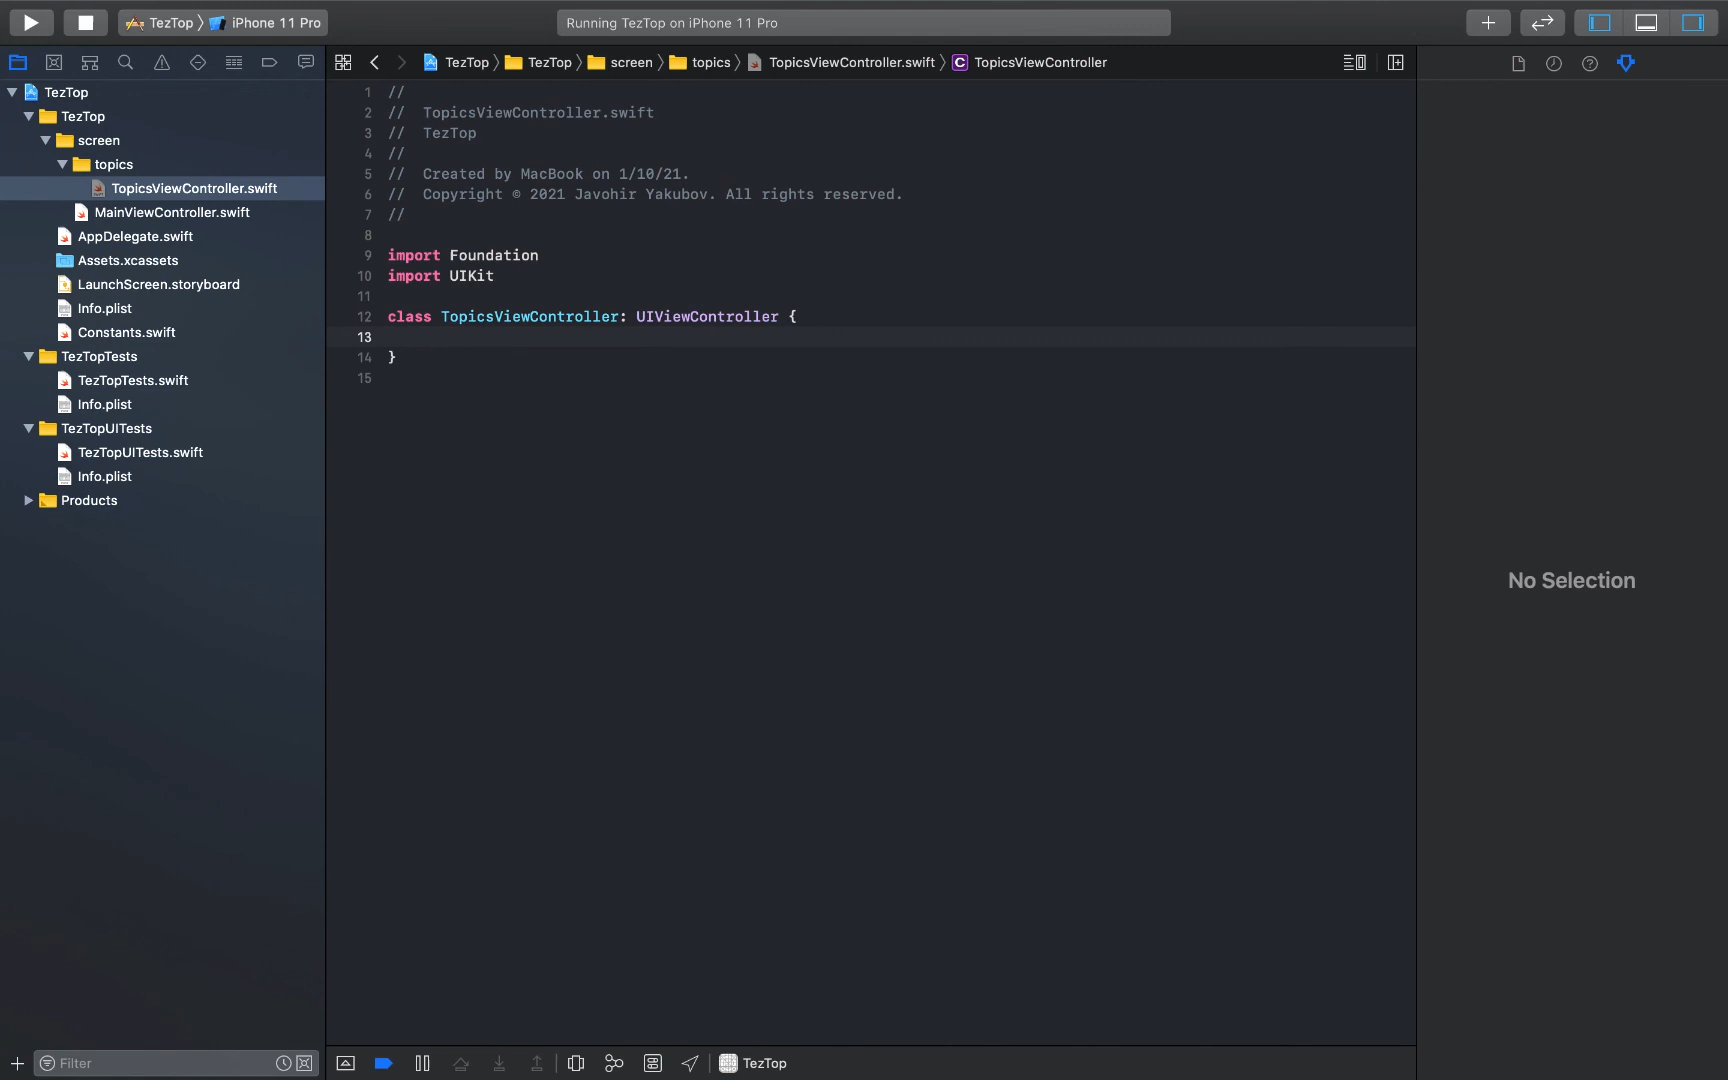 TezTop 〉 iPhone 11 Pro
Running TezTop on iPhone 11 Pro
TezTop 〉 TezTop 〉 screen 〉 topics 〉 TopicsViewController.swift 〉 C TopicsViewController
TezTop
TezTop
screen
topics
TopicsViewController.swift
MainViewController.swift
AppDelegate.swift
Assets.xcassets
LaunchScreen.storyboard
Info.plist
Constants.swift
TezTopTests
TezTopTests.swift
Info.plist
TezTopUITests
TezTopUITests.swift
Info.plist
Products
1 //
2 //  TopicsViewController.swift
3 //  TezTop
4 //
5 //  Created by MacBook on 1/10/21.
6 //  Copyright © 2021 Javohir Yakubov. All rights reserved.
7 //
8
9 import Foundation
10 import UIKit
11
12 class TopicsViewController: UIViewController {
13
14 }
15
No Selection
Filter
TezTop